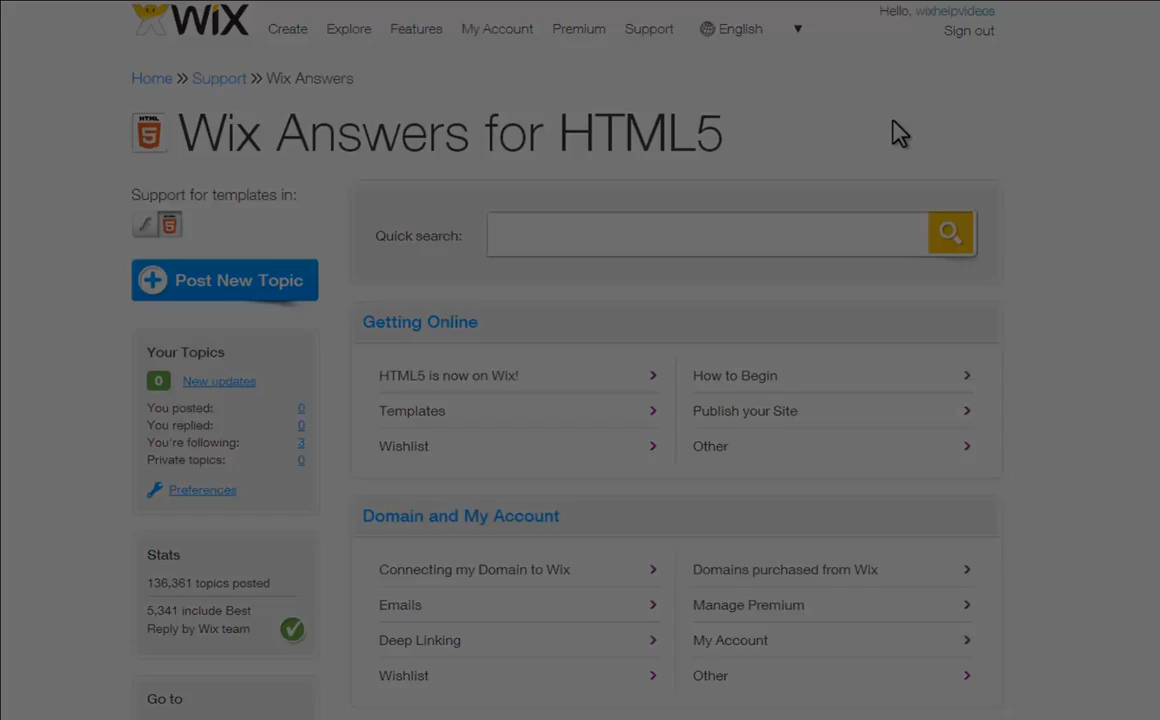 WiX
Create Explore Features My Account Premium Support English ▼
Hello, wixhelpvideos
Sign out
Home » Support » Wix Answers
HTML 5
Wix Answers for HTML5
Support for templates in:
Quick search:
Post New Topic
Your Topics
0 New updates
You posted: 0
You replied: 0
You're following: 3
Private topics: 0
Preferences
Stats
136,361 topics posted
5,341 include Best
Reply by Wix team
Go to
Getting Online
HTML5 is now on Wix!
How to Begin
Templates
Publish your Site
Wishlist
Other
Domain and My Account
Connecting my Domain to Wix
Domains purchased from Wix
Emails
Manage Premium
Deep Linking
My Account
Wishlist
Other